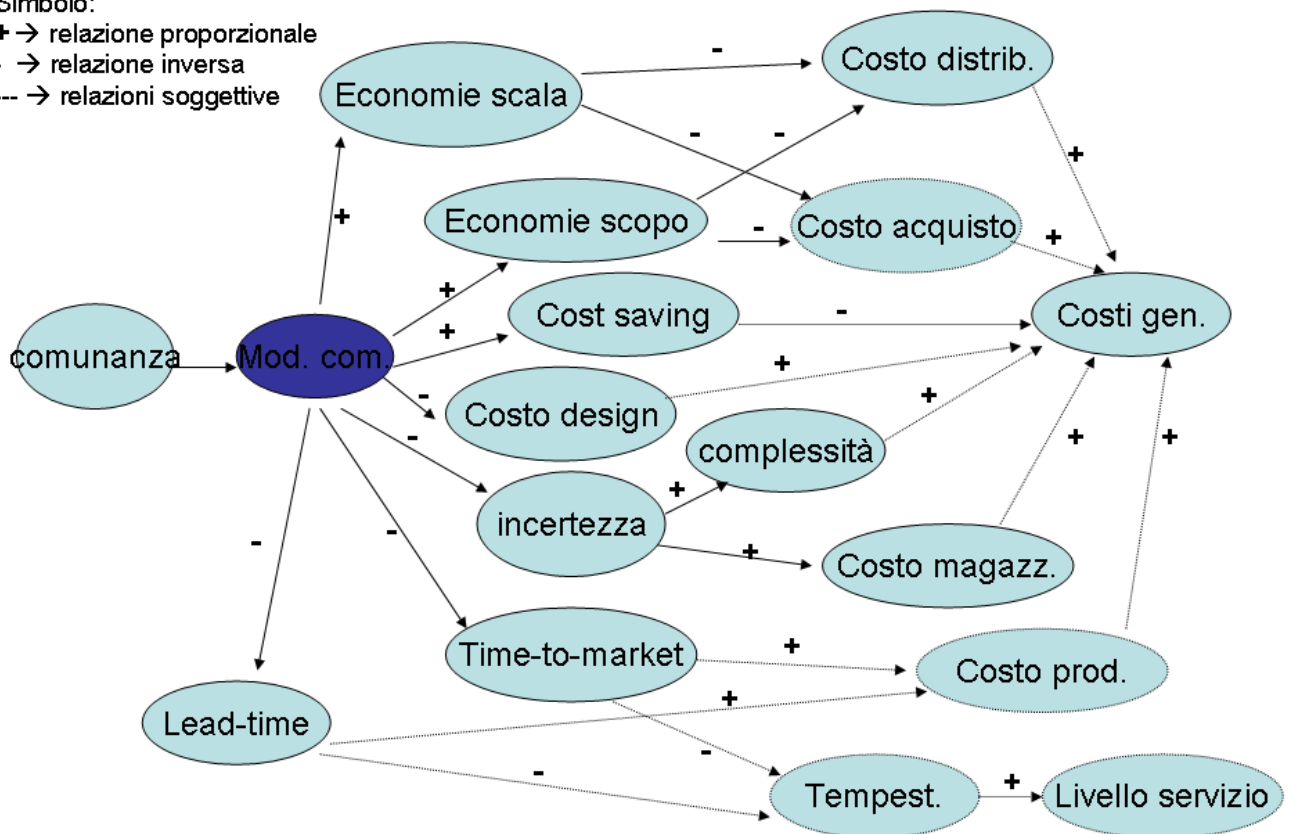 Simbolo:
+ → relazione proporzionale
- → relazione inversa
--- → relazioni soggettive
Costo distrib.
Economie scala
-
-
-
+
Economie scopo
Costo acquisto
-
+
+
+
Cost saving
-
Costi gen.
+
comunanza
Mod. com.
+
-
Costo design
+
-
complessità
+
+
+
incertezza
-
-
+
Costo magazz.
Time-to-market
+
Costo prod.
+
Lead-time
-
-
+
Tempest.
Livello servizio